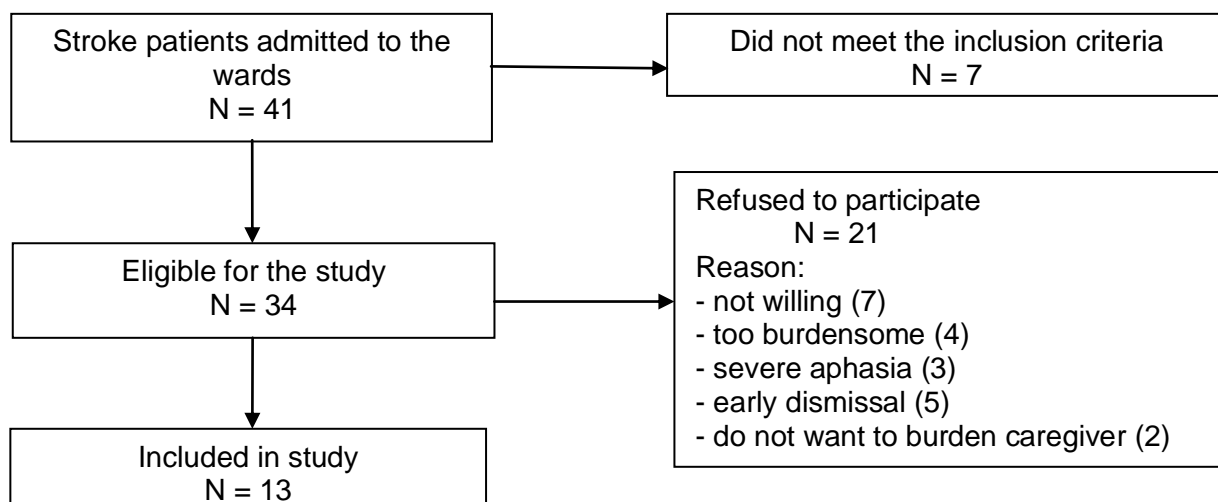 Stroke patients admitted to the
wards
N = 41
Did not meet the inclusion criteria
N = 7
Eligible for the study
N = 34
Refused to participate
N = 21
Reason:
- not willing (7)
- too burdensome (4)
- severe aphasia (3)
- early dismissal (5)
- do not want to burden caregiver (2)
Included in study
N = 13